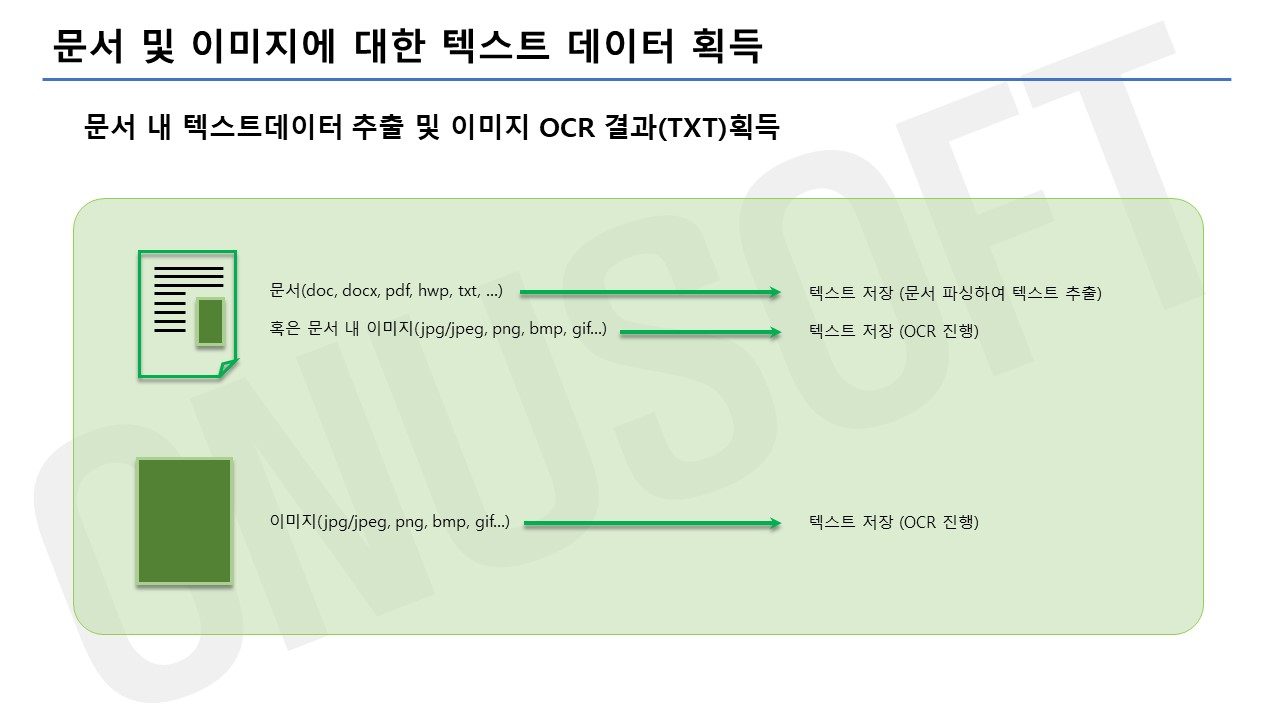 문서 및 이미지에 대한 텍스트 데이터 획득
문서 내 텍스트데이터 추출 및 이미지 OCR 결과(TXT)획득
문서(doc, docx, pdf, hwp, txt, ...)
텍스트 저장 (문서 파싱하여 텍스트 추출)
혹은 문서 내 이미지(jpg/jpeg, png, bmp, gif...)
텍스트 저장 (OCR 진행)
이미지(jpg/jpeg, png, bmp, gif...)
텍스트 저장 (OCR 진행)
ONUSOFT